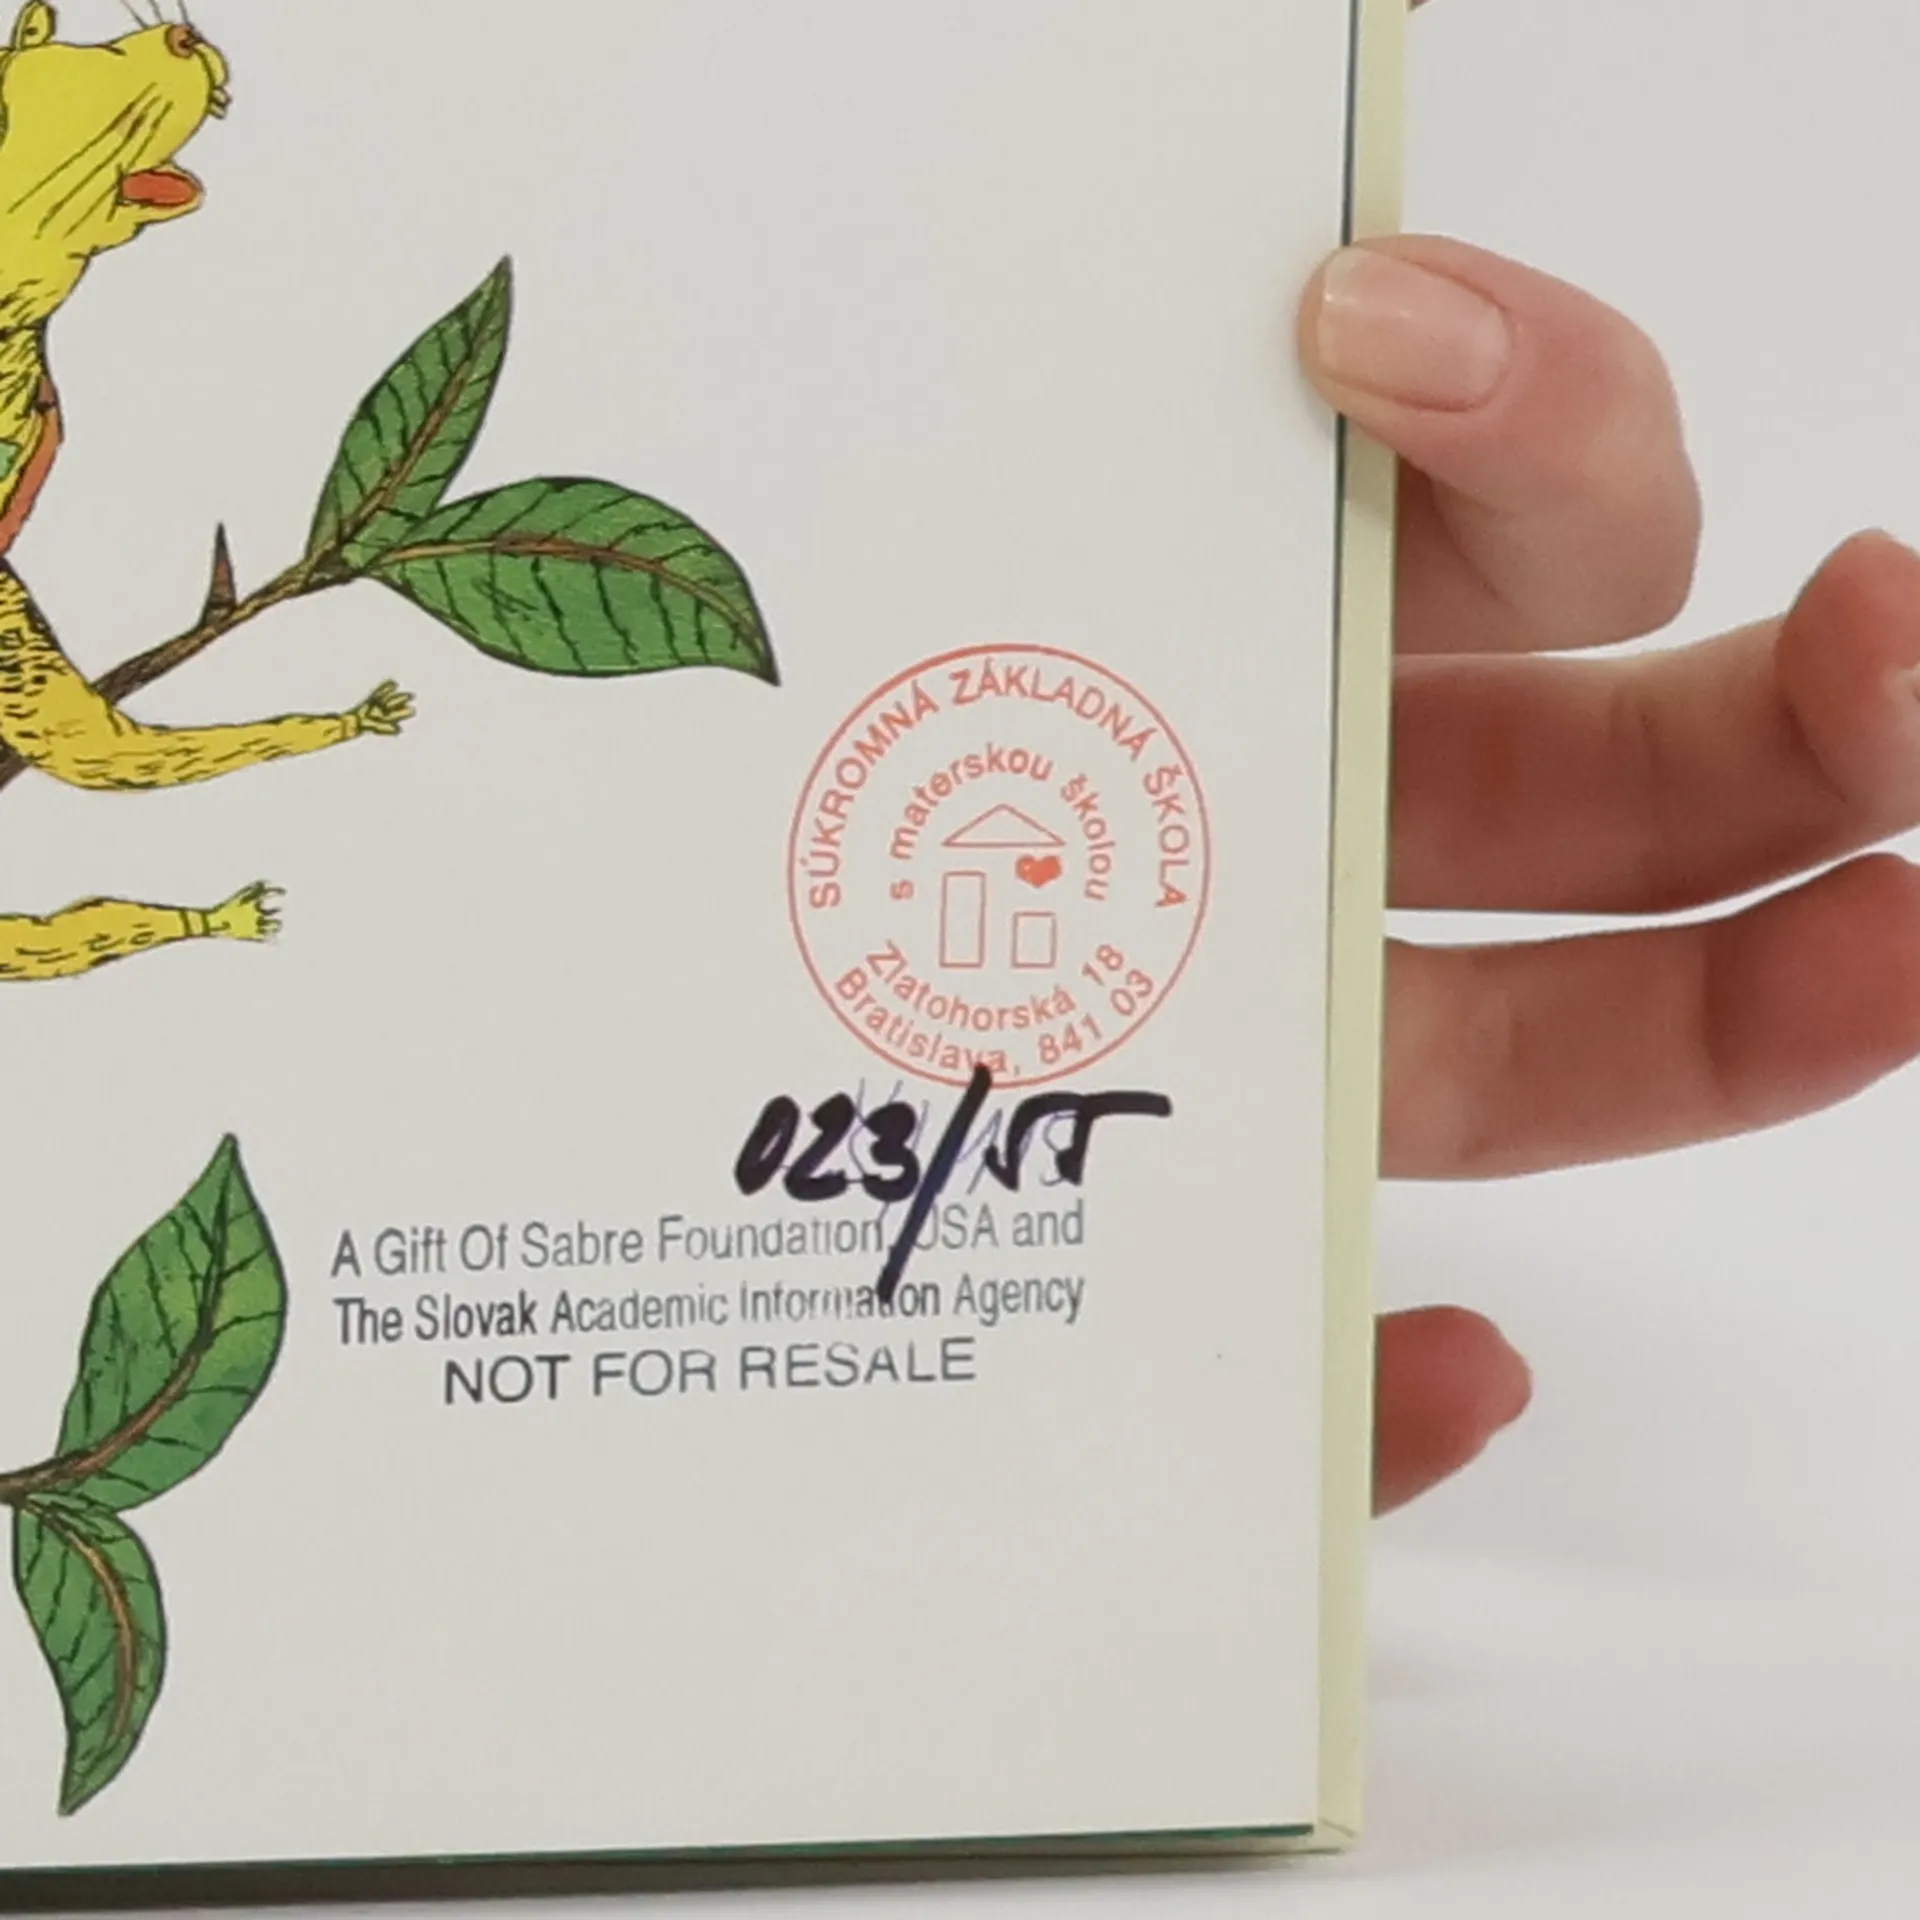 SÚKROMNÁ ZÁKLADNÁ ŠKOLA
s materskou školou
Zlatohorská 18
Bratislava, 841 03
023/
A Gift Of Sabre Foundation, USA and
The Slovak Academic Information Agency
NOT FOR RESALE